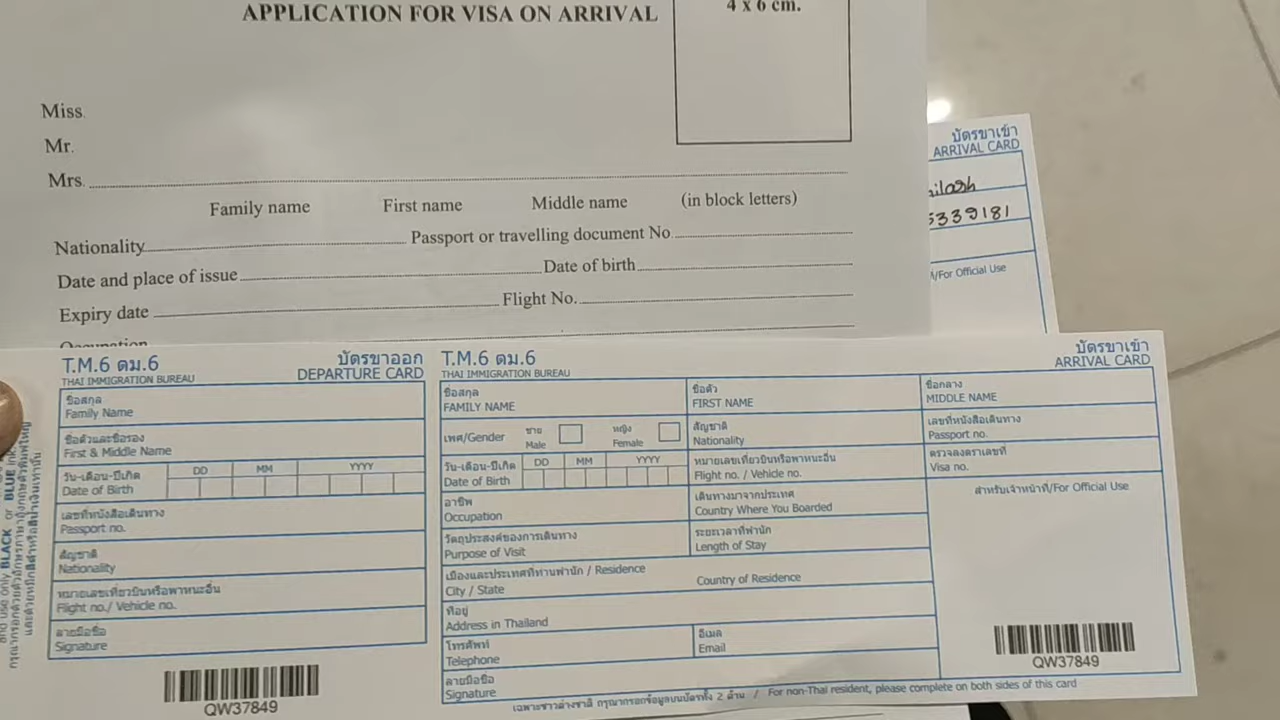 APPLICATION FOR VISA ON ARRIVAL
4 x 6 cm.
Miss.
Mr.
Mrs.
Family name First name Middle name (in block letters)
Nationality Passport or travelling document No.
Date and place of issue Date of birth
Expiry date Flight No.
Occupation
บัตรขาเข้า
ARRIVAL CARD
5339181
/For Official Use
T.M.6 ตม.6
THAI IMMIGRATION BUREAU
บัตรขาออก
DEPARTURE CARD
ชื่อสกุล
Family Name
ชื่อตัวและชื่อรอง
First & Middle Name
วัน-เดือน-ปีเกิด
Date of Birth
DD MM YYYY
เลขที่หนังสือเดินทาง
Passport no.
สัญชาติ
Nationality
หมายเลขเที่ยวบินหรือพาหนะอื่น
Flight no./ Vehicle no.
ลายมือชื่อ
Signature
QW37849
T.M.6 ตม.6
THAI IMMIGRATION BUREAU
บัตรขาเข้า
ARRIVAL CARD
ชื่อสกุล
FAMILY NAME
ชื่อตัว
FIRST NAME
ชื่อกลาง
MIDDLE NAME
เพศ/Gender
ชาย
Male
หญิง
Female
สัญชาติ
Nationality
เลขที่หนังสือเดินทาง
Passport no.
วัน-เดือน-ปีเกิด
Date of Birth
DD MM YYYY
หมายเลขเที่ยวบินหรือพาหนะอื่น
Flight no. / Vehicle no.
ตรวจลงตราเลขที่
Visa no.
อาชีพ
Occupation
เดินทางมาจากประเทศ
Country Where You Boarded
สำหรับเจ้าหน้าที่/For Official Use
วัตถุประสงค์ของการเดินทาง
Purpose of Visit
ระยะเวลาที่พำนัก
Length of Stay
เมืองและประเทศที่ท่านพำนัก / Residence
City / State
Country of Residence
ที่อยู่
Address in Thailand
โทรศัพท์
Telephone
อีเมล
Email
ลายมือชื่อ
Signature
QW37849
เฉพาะชาวต่างชาติ กรุณากรอกข้อมูลบนบัตรทั้ง 2 ด้าน / For non-Thai resident, please complete on both sides of this card
and use only BLACK or BLUE ink